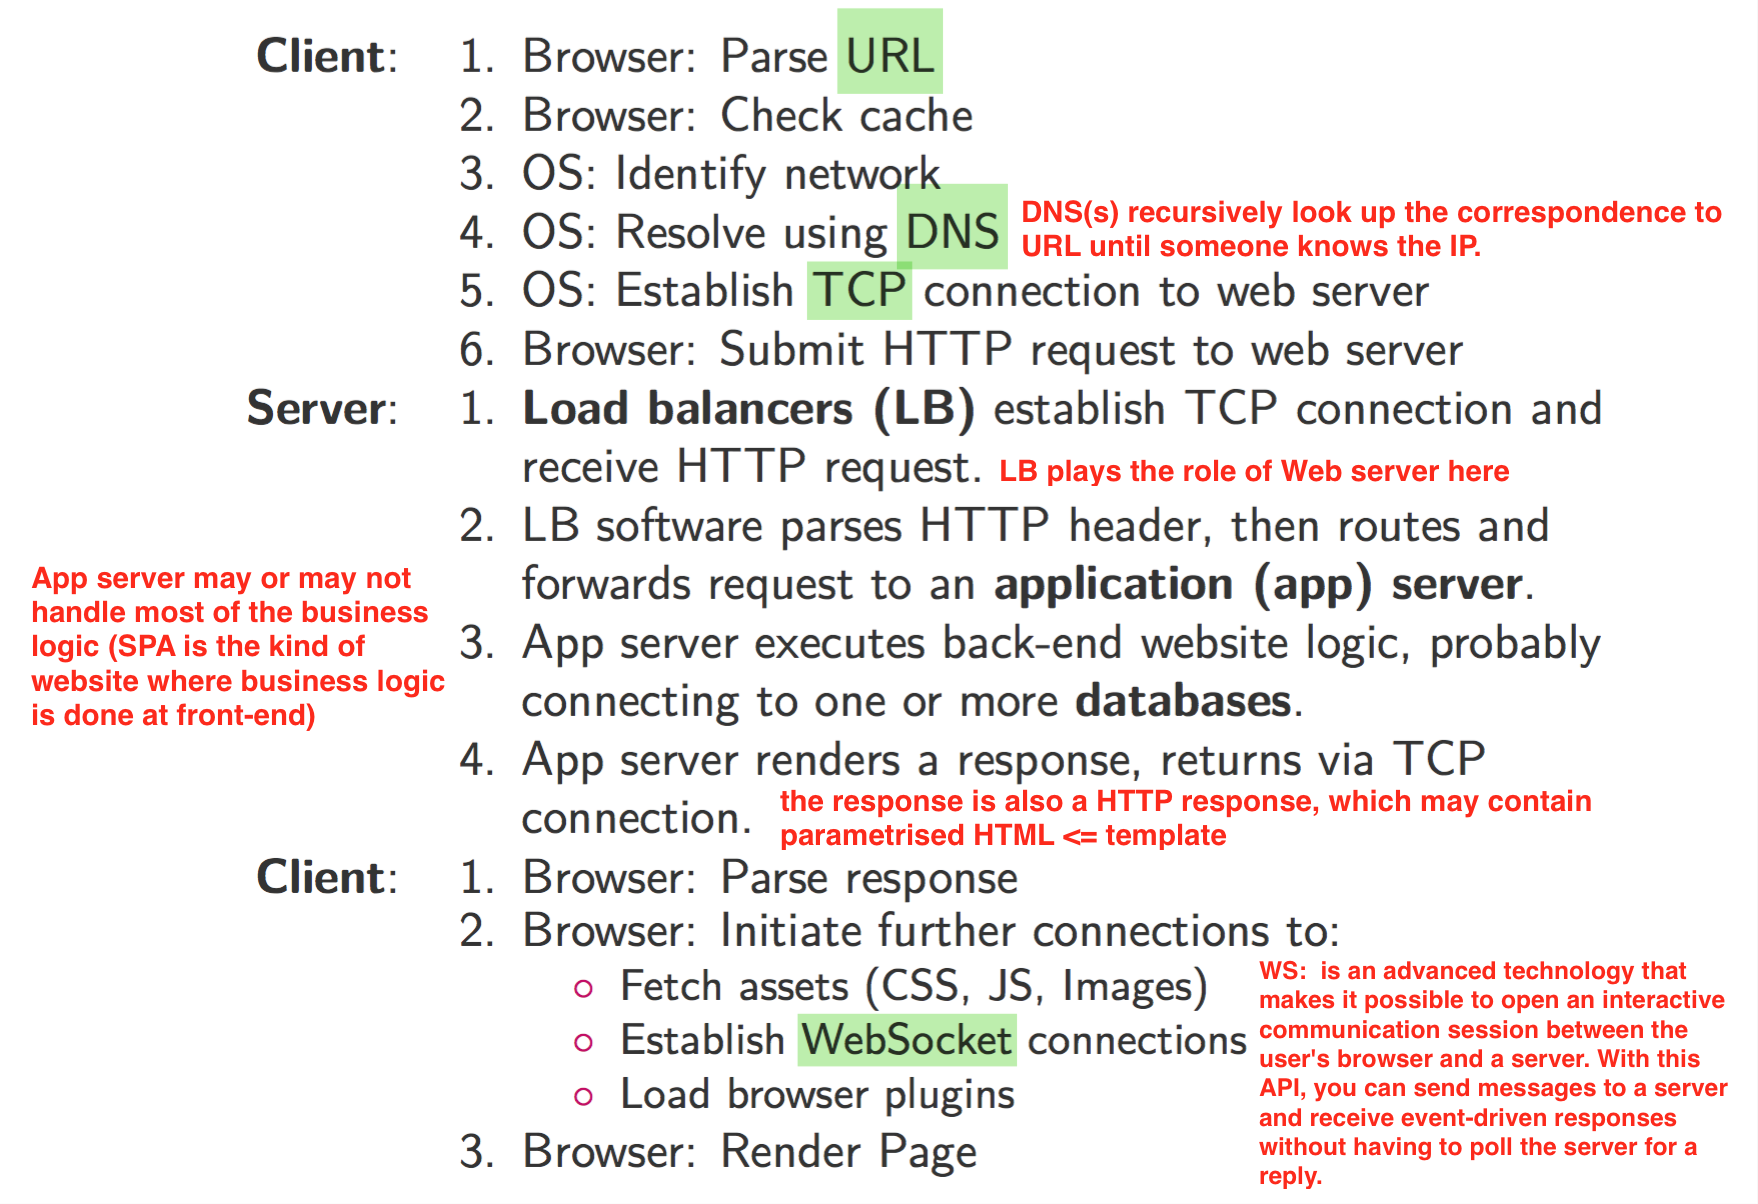 Client: 1. Browser: Parse URL
2. Browser: Check cache
3. OS: Identify network
4. OS: Resolve using DNS
DNS(s) recursively look up the correspondence to
URL until someone knows the IP.
5. OS: Establish TCP connection to web server
6. Browser: Submit HTTP request to web server
Server: 1. Load balancers (LB) establish TCP connection and
receive HTTP request.
LB plays the role of Web server here
2. LB software parses HTTP header, then routes and
forwards request to an application (app) server.
App server may or may not
handle most of the business
logic (SPA is the kind of
website where business logic
is done at front-end)
3. App server executes back-end website logic, probably
connecting to one or more databases.
4. App server renders a response, returns via TCP
connection.
the response is also a HTTP response, which may contain
parametrised HTML <= template
Client: 1. Browser: Parse response
2. Browser: Initiate further connections to:
○ Fetch assets (CSS, JS, Images)
○ Establish WebSocket connections
○ Load browser plugins
WS: is an advanced technology that
makes it possible to open an interactive
communication session between the
user's browser and a server. With this
API, you can send messages to a server
and receive event-driven responses
without having to poll the server for a
reply.
3. Browser: Render Page